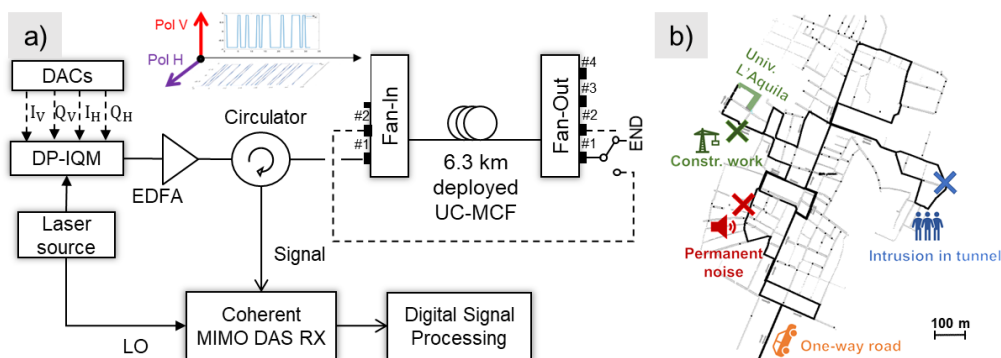 a)
Pol V
Pol H
DACs
I_V Q_V I_H Q_H
DP-IQM
EDFA
Circulator
Laser
source
Signal
LO
Coherent
MIMO DAS RX
Digital Signal
Processing
#2
#1
Fan-In
6.3 km
deployed
UC-MCF
Fan-Out
#4
#3
#2
#1
END
b)
Univ.
L'Aquila
Constr. work
Permanent
noise
Intrusion in tunnel
One-way road
100 m